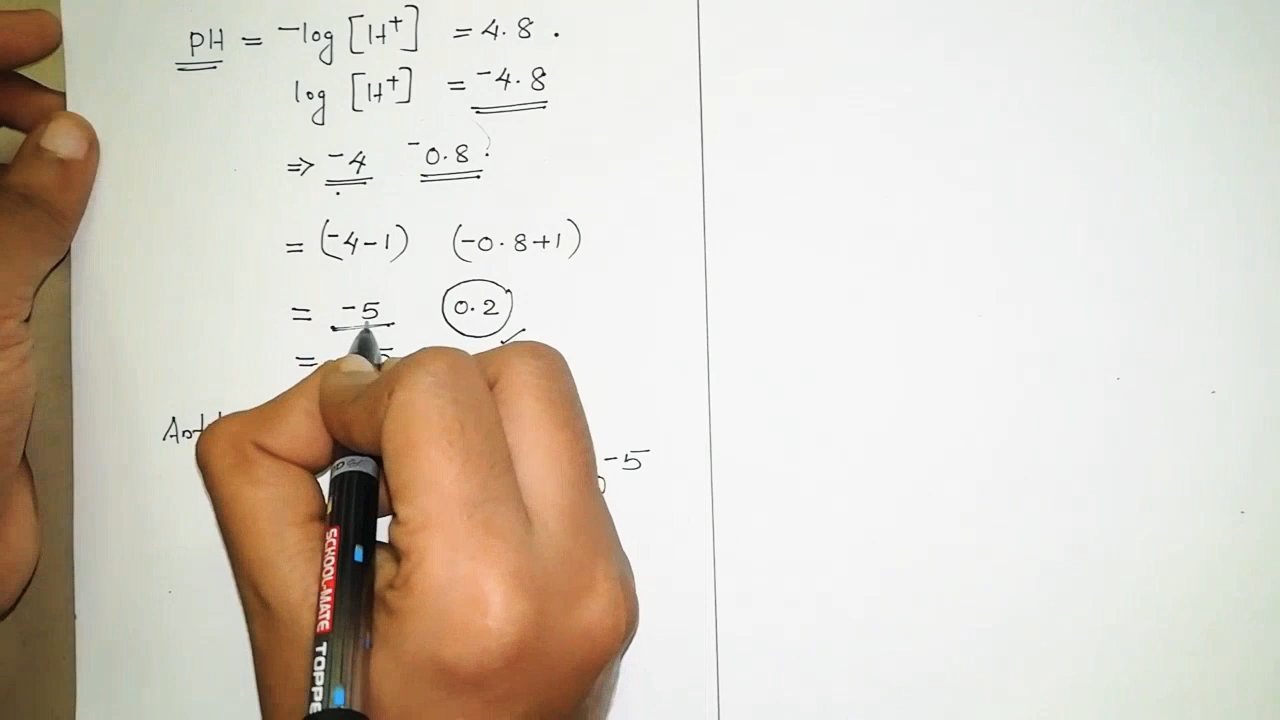 pH = -log [H⁺] = 4.8 .
log [H⁺] = -4.8
⇒ -4 -0.8
= (-4-1) (-0.8+1)
= -5 0.2 ✓
=
-5
SCHOOL-MATE TOPPE